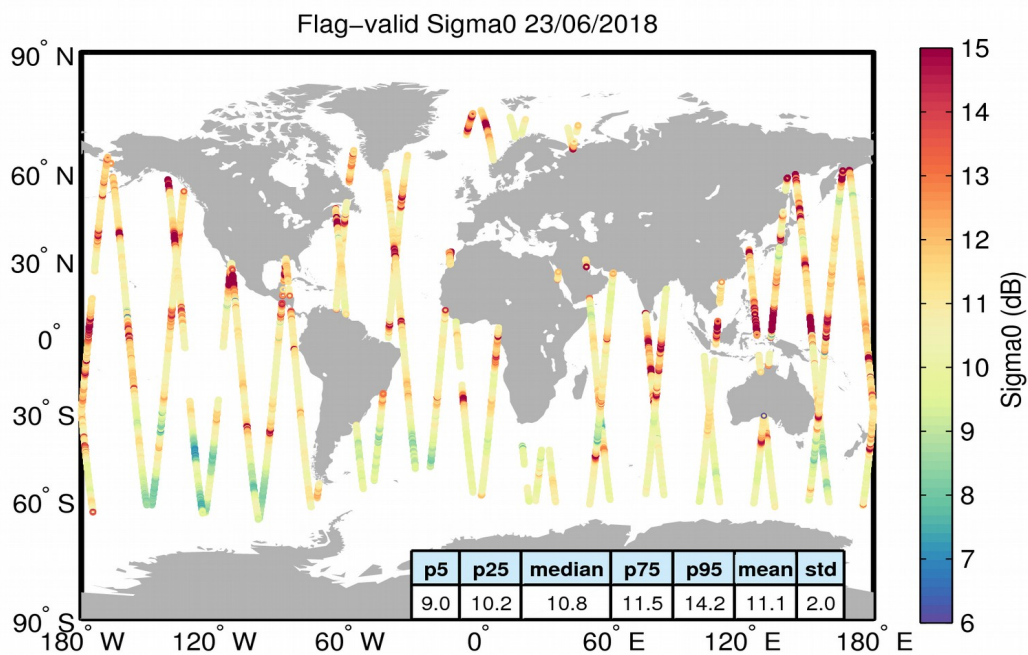 Flag-valid Sigma0 23/06/2018
90° N
60° N
30° N
0°
30° S
60° S
90° S
180° W
120° W
60° W
0°
60° E
120° E
180° E
15
14
13
12
11
10
9
8
7
6
Sigma0 (dB)
p5 p25 median p75 p95 mean std
9.0 10.2 10.8 11.5 14.2 11.1 2.0